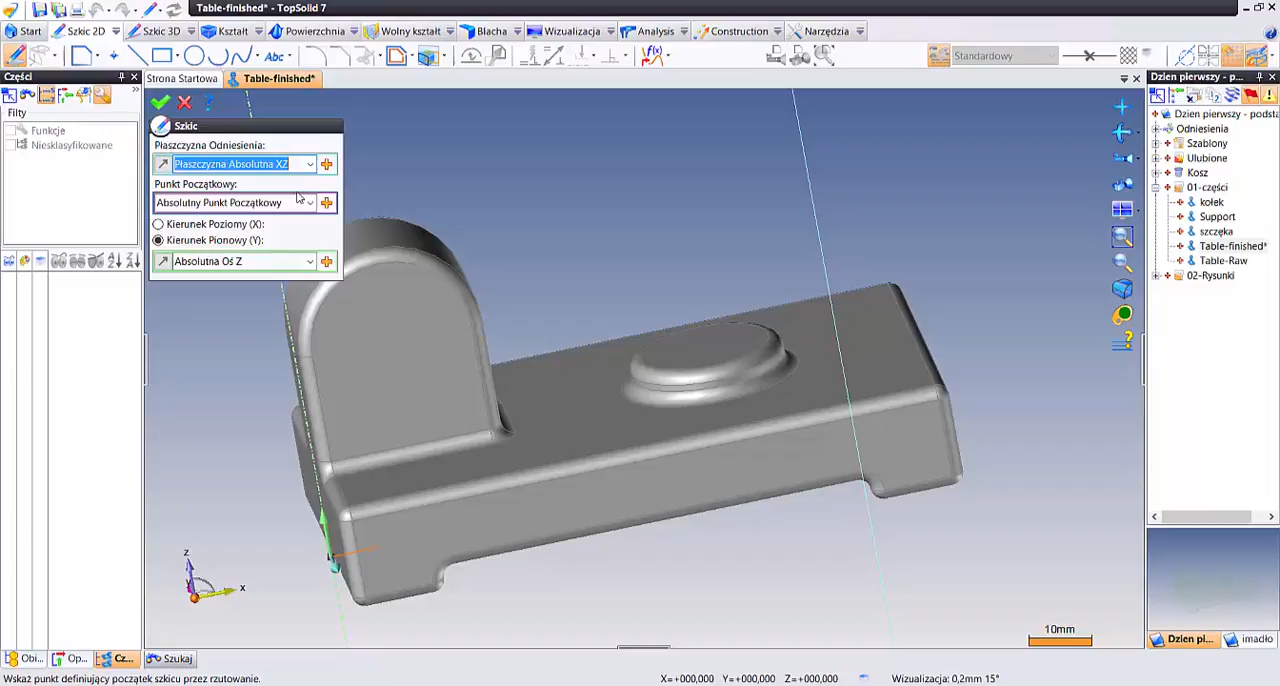 Table-finished* - TopSolid 7
Start
Szkic 2D
Szkic 3D
Kształt
Powierzchnia
Wolny kształt
Blacha
Wizualizacja
Analysis
Construction
Narzędzia
Abc
f(x)
Standardowy
Części
Strona Startowa
Table-finished*
Dzien pierwszy - p...
Filty
Funkcje
Niesklasyfikowane
Szkic
Płaszczyzna Odniesienia:
Płaszczyzna Absolutna XZ
Punkt Początkowy:
Absolutny Punkt Początkowy
Kierunek Poziomy (X):
Kierunek Pionowy (Y):
Absolutna Oś Z
Dzien pierwszy - podsta
Odniesienia
Szablony
Ulubione
Kosz
01-części
kołek
Support
szczęka
Table-finished*
Table-Raw
02-Rysunki
z
x
10mm
Obi...
Op...
Cz...
Szukaj
Dzien pi...
imadło
Wskaż punkt definiujący początek szkicu przez rzutowanie.
X=+000,000 Y=+000,000 Z=+000,000
Wizualizacja: 0,2mm 15°